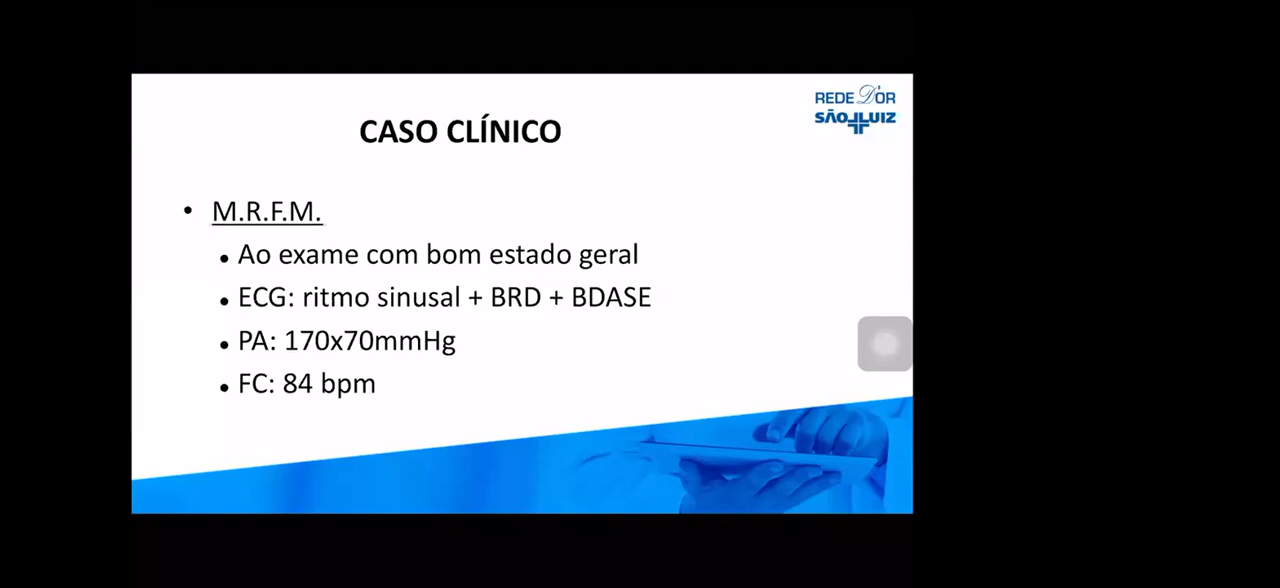 REDE D'OR
SÃO LUIZ
CASO CLÍNICO
• M.R.F.M.
• Ao exame com bom estado geral
• ECG: ritmo sinusal + BRD + BDASE
• PA: 170x70mmHg
• FC: 84 bpm